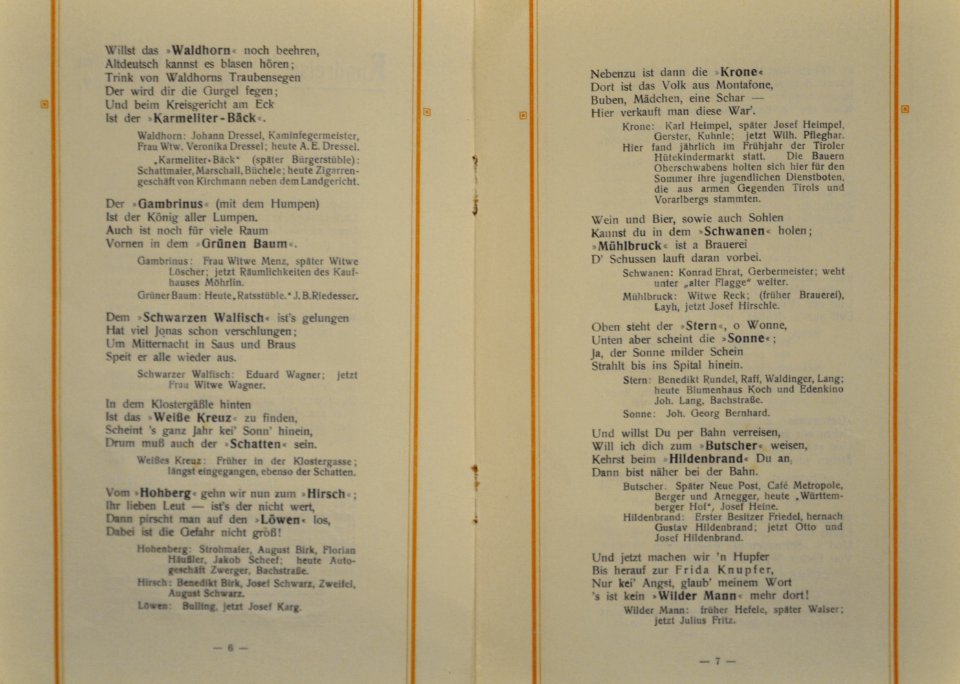 Willst das »Waldhorn« noch beehren,
Altdeutsch kannst es blasen hören;
Trink von Waldhorns Traubensegen
Der wird dir die Gurgel fegen;
Und beim Kreisgericht am Eck
Ist der »Karmeliter-Bäck«.
Waldhorn: Johann Dressel, Kaminfegermeister,
Frau Wtw. Veronika Dressel; heute A. E. Dressel.
„Karmeliter-Bäck“ (später Bürgerstüble):
Schattmaier, Marschall, Büchele; heute Zigarren-
geschäft von Kirchmann neben dem Landgericht.
Der »Gambrinus« (mit dem Humpen)
Ist der König aller Lumpen.
Auch ist noch für viele Raum
Vornen in dem »Grünen Baum«.
Gambrinus: Frau Witwe Menz, später Witwe
Löscher; jetzt Räumlichkeiten des Kauf-
hauses Möhrlin.
Grüner Baum: Heute „Ratsstüble.“ J. B. Riedesser.
Dem »Schwarzen Walfisch« ist's gelungen
Hat viel Jonas schon verschlungen;
Um Mitternacht in Saus und Braus
Speit er alle wieder aus.
Schwarzer Walfisch: Eduard Wagner; jetzt
Frau Witwe Wagner.
In dem Klostergäßle hinten
Ist das »Weiße Kreuz« zu finden,
Scheint 's ganz Jahr kei' Sonn' hinein,
Drum muß auch der »Schatten« sein.
Weißes Kreuz: Früher in der Klostergasse;
längst eingegangen, ebenso der Schatten.
Vom »Hohberg« gehn wir nun zum »Hirsch«;
Ihr lieben Leut — ist's der nicht wert,
Dann pirscht man auf den »Löwen« los,
Dabei ist die Gefahr nicht groß!
Hohenberg: Strohmaier, August Birk, Florian
Häußler, Jakob Scheef; heute Auto-
geschäft Zwerger, Bachstraße.
Hirsch: Benedikt Birk, Josef Schwarz, Zweifel,
August Schwarz.
Löwen: Bulling, jetzt Josef Karg.
— 6 —
Nebenzu ist dann die »Krone«
Dort ist das Volk aus Montafone,
Buben, Mädchen, eine Schar —
Hier verkauft man diese War'.
Krone: Karl Heimpel, später Josef Heimpel,
Gerster, Kuhnle; jetzt Wilh. Pfleghar.
Hier fand jährlich im Frühjahr der Tiroler
Hütekindermarkt statt. Die Bauern
Oberschwabens holten sich hier für den
Sommer ihre jugendlichen Dienstboten,
die aus armen Gegenden Tirols und
Vorarlbergs stammten.
Wein und Bier, sowie auch Sohlen
Kannst du in dem »Schwanen« holen;
»Mühlbruck« ist a Brauerei
D' Schussen lauft daran vorbei.
Schwanen: Konrad Ehrat, Gerbermeister; weht
unter „alter Flagge“ weiter.
Mühlbruck: Witwe Reck; (früher Brauerei),
Layh, jetzt Josef Hirschle.
Oben steht der »Stern«, o Wonne,
Unten aber scheint die »Sonne«;
Ja, der Sonne milder Schein
Strahlt bis ins Spital hinein.
Stern: Benedikt Rundel, Raff, Waldinger, Lang;
heute Blumenhaus Koch und Edenkino
Joh. Lang, Bachstraße.
Sonne: Joh. Georg Bernhard.
Und willst Du per Bahn verreisen,
Will ich dich zum »Butscher« weisen,
Kehrst beim »Hildenbrand« Du an,
Dann bist näher bei der Bahn.
Butscher. Später Neue Post, Café Metropole,
Berger und Arnegger, heute „Württem-
berger Hof“, Josef Heine.
Hildenbrand: Erster Besitzer Friedel, hernach
Gustav Hildenbrand; jetzt Otto und
Josef Hildenbrand.
Und jetzt machen wir 'n Hupfer
Bis herauf zur Frida Knupfer,
Nur kei' Angst, glaub' meinem Wort
's ist kein »Wilder Mann« mehr dort!
Wilder Mann: früher Hefele, später Walser;
jetzt Julius Fritz.
— 7 —